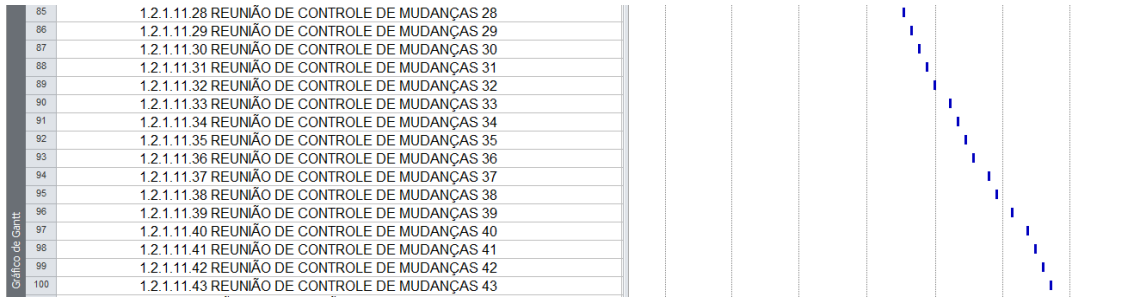 85 1.2.1.11.28 REUNIÃO DE CONTROLE DE MUDANÇAS 28
86 1.2.1.11.29 REUNIÃO DE CONTROLE DE MUDANÇAS 29
87 1.2.1.11.30 REUNIÃO DE CONTROLE DE MUDANÇAS 30
88 1.2.1.11.31 REUNIÃO DE CONTROLE DE MUDANÇAS 31
89 1.2.1.11.32 REUNIÃO DE CONTROLE DE MUDANÇAS 32
90 1.2.1.11.33 REUNIÃO DE CONTROLE DE MUDANÇAS 33
91 1.2.1.11.34 REUNIÃO DE CONTROLE DE MUDANÇAS 34
92 1.2.1.11.35 REUNIÃO DE CONTROLE DE MUDANÇAS 35
93 1.2.1.11.36 REUNIÃO DE CONTROLE DE MUDANÇAS 36
94 1.2.1.11.37 REUNIÃO DE CONTROLE DE MUDANÇAS 37
95 1.2.1.11.38 REUNIÃO DE CONTROLE DE MUDANÇAS 38
96 1.2.1.11.39 REUNIÃO DE CONTROLE DE MUDANÇAS 39
97 1.2.1.11.40 REUNIÃO DE CONTROLE DE MUDANÇAS 40
98 1.2.1.11.41 REUNIÃO DE CONTROLE DE MUDANÇAS 41
99 1.2.1.11.42 REUNIÃO DE CONTROLE DE MUDANÇAS 42
100 1.2.1.11.43 REUNIÃO DE CONTROLE DE MUDANÇAS 43
Gráfico de Gantt